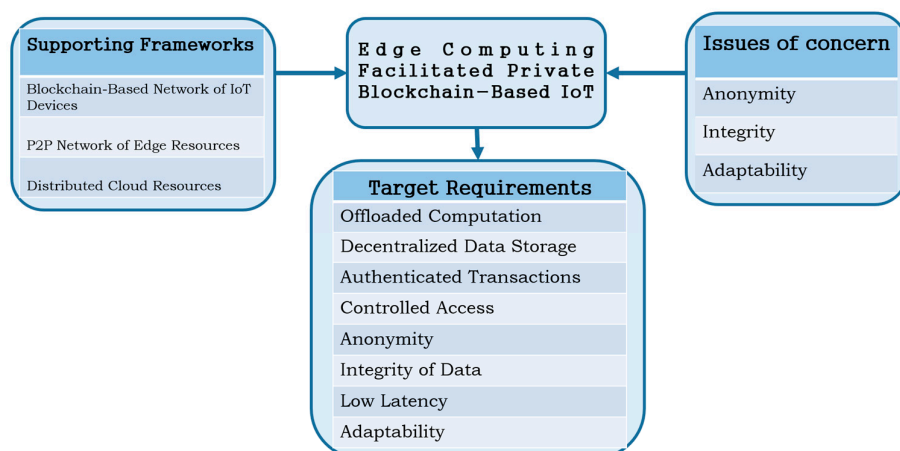 Supporting Frameworks
Blockchain-Based Network of IoT
Devices
P2P Network of Edge Resources
Distributed Cloud Resources
Edge Computing
Facilitated Private
Blockchain-Based IoT
Issues of concern
Anonymity
Integrity
Adaptability
Target Requirements
Offloaded Computation
Decentralized Data Storage
Authenticated Transactions
Controlled Access
Anonymity
Integrity of Data
Low Latency
Adaptability